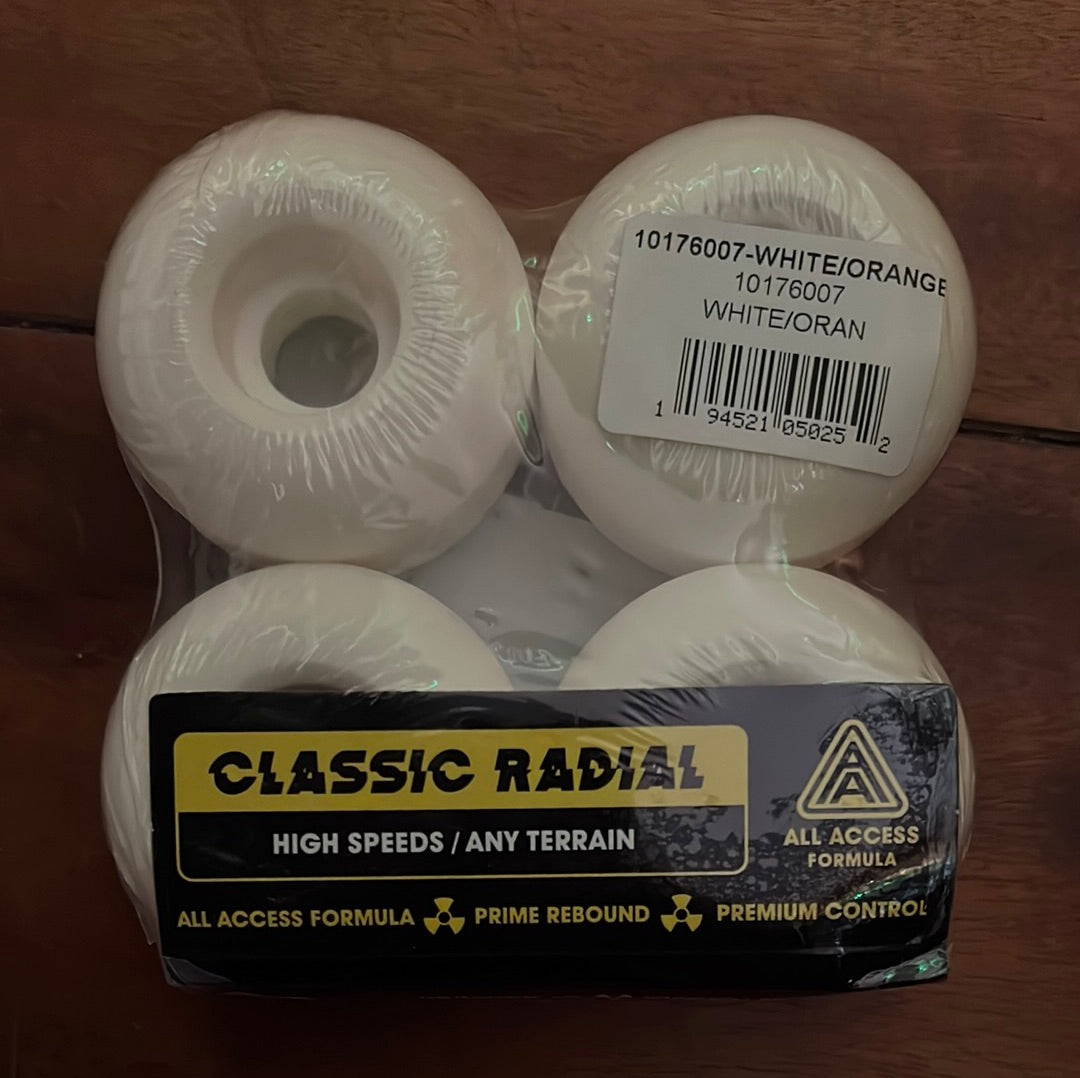 10176007-WHITE/ORANGE
10176007
WHITE/ORAN
1 94521 05025 2
CLASSIC RADIAL
HIGH SPEEDS / ANY TERRAIN
AA
ALL ACCESS
FORMULA
ALL ACCESS FORMULA PRIME REBOUND PREMIUM CONTROL